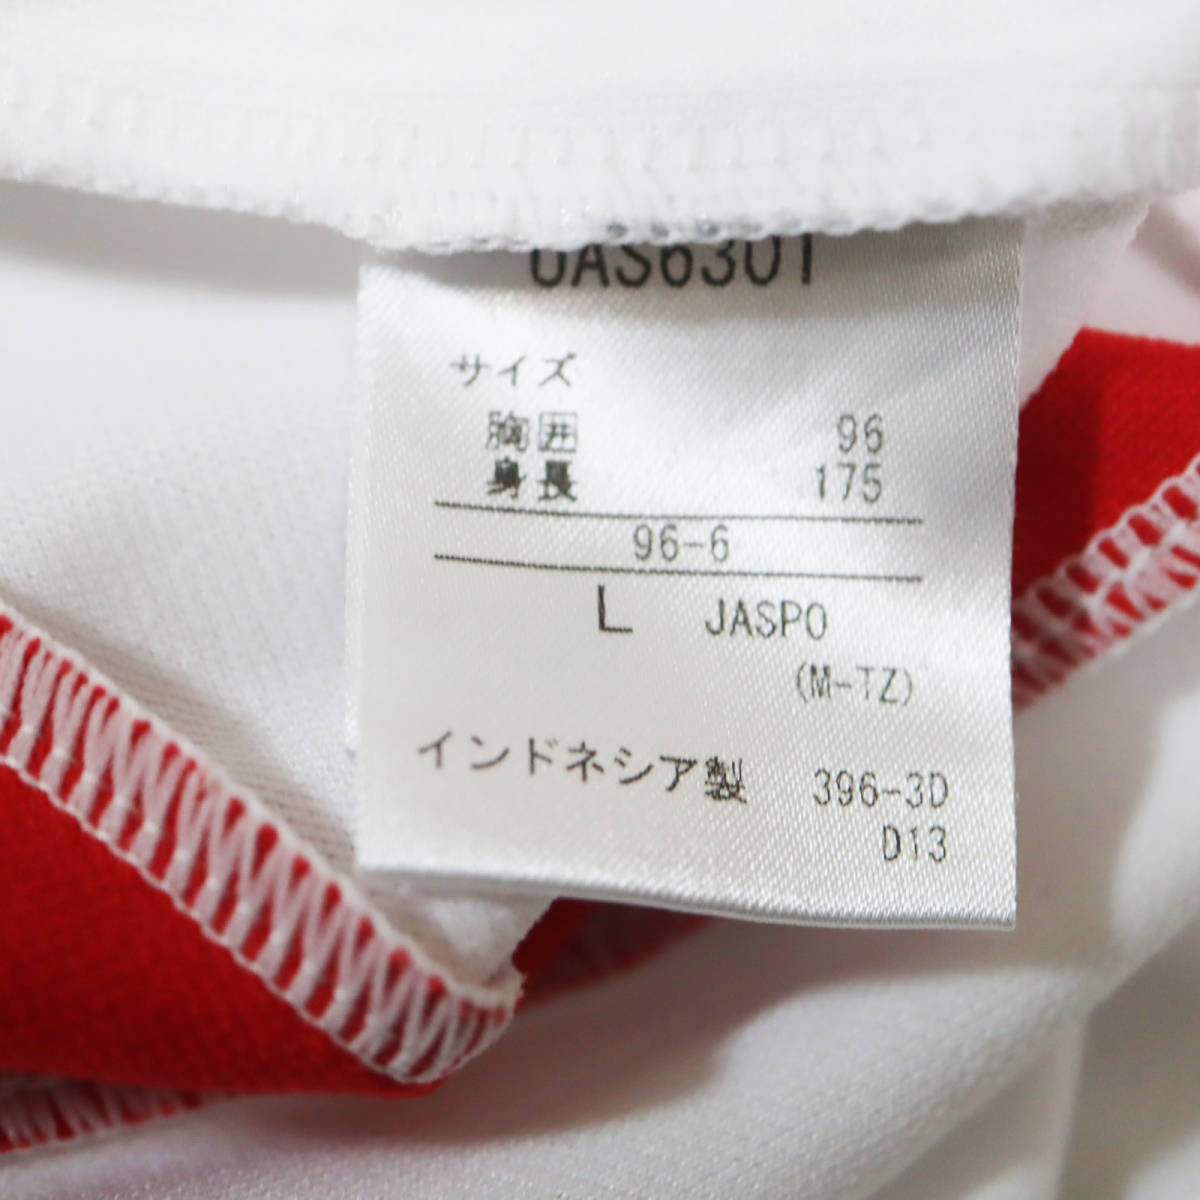 サイズ
胸囲 96
身長 175
96-6
L JASPO
(M-TZ)
インドネシア製 396-3D
D13